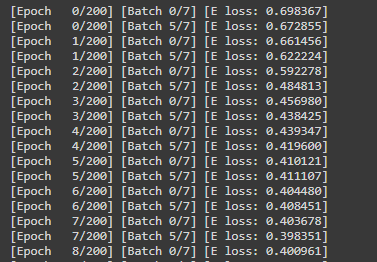 [Epoch   0/200] [Batch 0/7] [E loss: 0.698367]
[Epoch   0/200] [Batch 5/7] [E loss: 0.672855]
[Epoch   1/200] [Batch 0/7] [E loss: 0.661456]
[Epoch   1/200] [Batch 5/7] [E loss: 0.622224]
[Epoch   2/200] [Batch 0/7] [E loss: 0.592278]
[Epoch   2/200] [Batch 5/7] [E loss: 0.484813]
[Epoch   3/200] [Batch 0/7] [E loss: 0.456980]
[Epoch   3/200] [Batch 5/7] [E loss: 0.438425]
[Epoch   4/200] [Batch 0/7] [E loss: 0.439347]
[Epoch   4/200] [Batch 5/7] [E loss: 0.419600]
[Epoch   5/200] [Batch 0/7] [E loss: 0.410121]
[Epoch   5/200] [Batch 5/7] [E loss: 0.411107]
[Epoch   6/200] [Batch 0/7] [E loss: 0.404480]
[Epoch   6/200] [Batch 5/7] [E loss: 0.408451]
[Epoch   7/200] [Batch 0/7] [E loss: 0.403678]
[Epoch   7/200] [Batch 5/7] [E loss: 0.398351]
[Epoch   8/200] [Batch 0/7] [E loss: 0.400961]